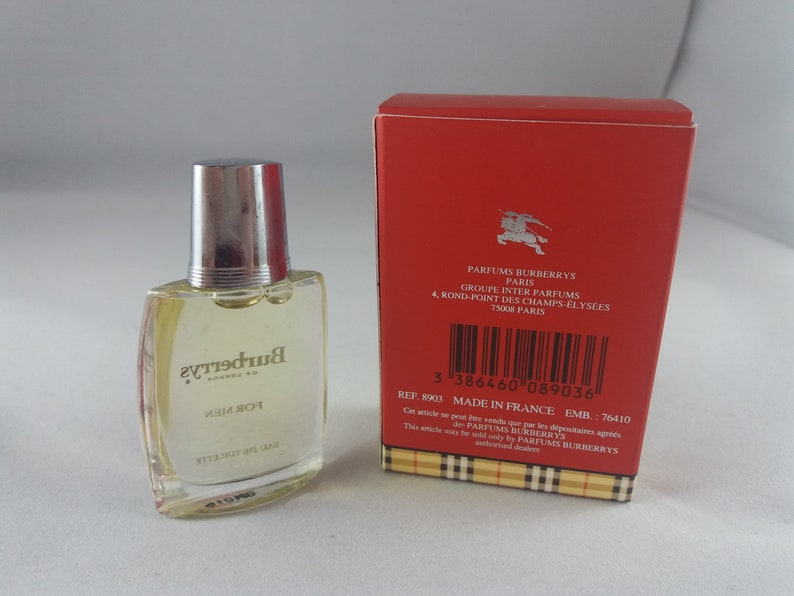 Burberrys
OF LONDON
FOR MEN
EAU DE TOILETTE
PARFUMS BURBERRYS
PARIS
GROUPE INTER PARFUMS
4, ROND-POINT DES CHAMPS-ÉLYSÉES
75008 PARIS
3 386460 089036
REF. 8903 MADE IN FRANCE EMB. : 76410
Cet article ne peut être vendu que par les dépositaires agréés
des PARFUMS BURBERRYS
This article may be sold only by PARFUMS BURBERRYS
authorised dealers